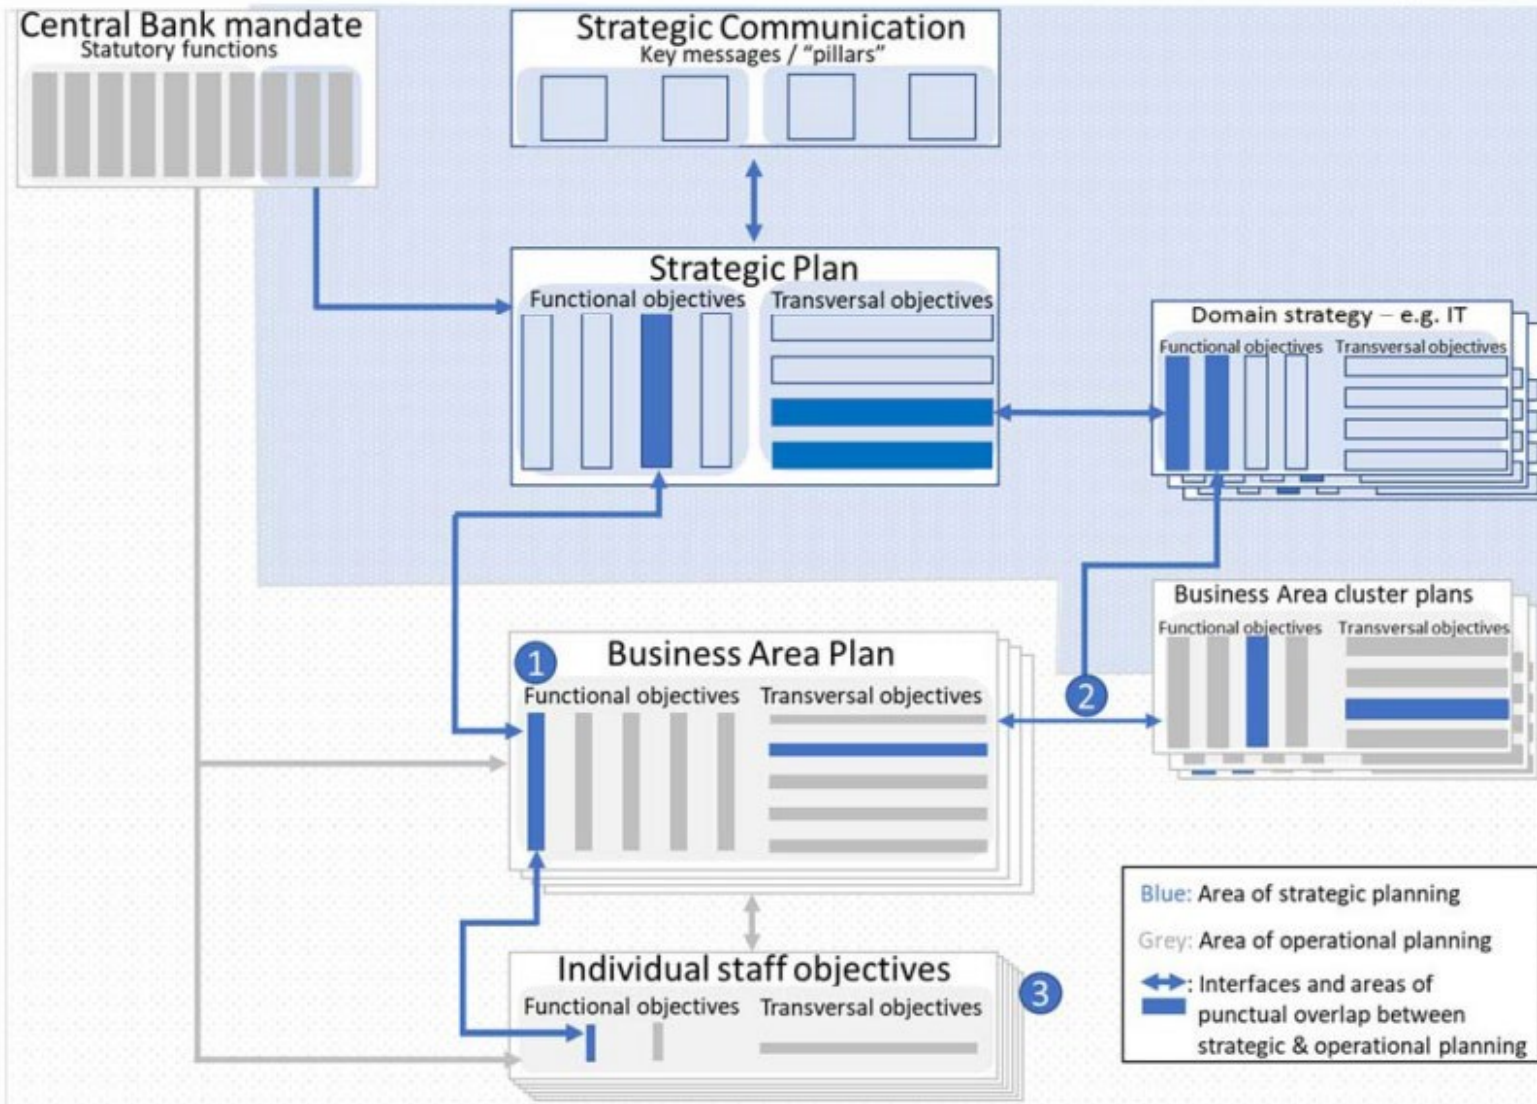 Central Bank mandate
Statutory functions
Strategic Communication
Key messages / “pillars”
Strategic Plan
Functional objectives
Transversal objectives
Domain strategy – e.g. IT
Functional objectives
Transversal objectives
Business Area cluster plans
Functional objectives
Transversal objectives
1
Business Area Plan
Functional objectives
Transversal objectives
2
Individual staff objectives
Functional objectives
Transversal objectives
3
Blue: Area of strategic planning
Grey: Area of operational planning
: Interfaces and areas of
punctual overlap between
strategic & operational planning